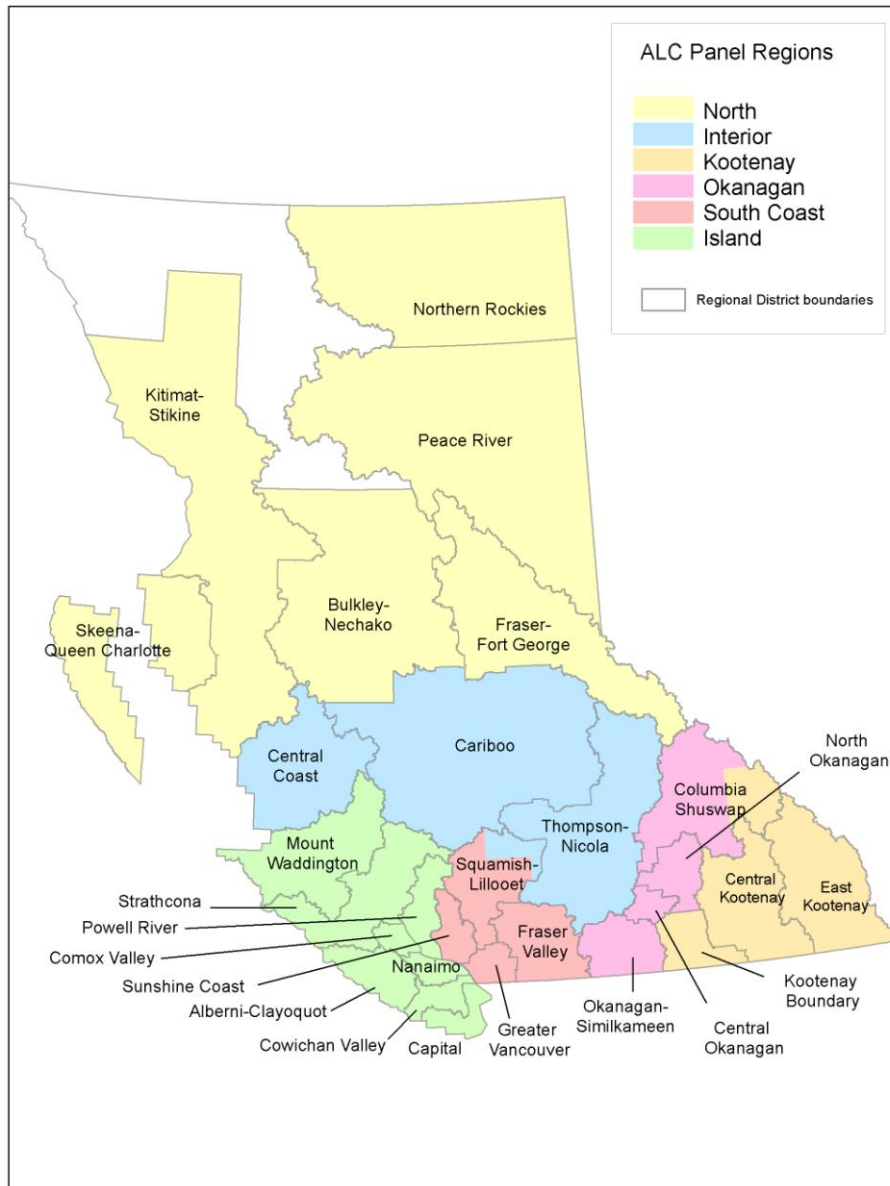 ALC Panel Regions
North
Interior
Kootenay
Okanagan
South Coast
Island
Regional District boundaries
Northern Rockies
Kitimat-
Stikine
Peace River
Bulkley-
Nechako
Fraser-
Fort George
Skeena-
Queen Charlotte
Central
Coast
Cariboo
North
Okanagan
Columbia
Shuswap
Thompson-
Nicola
Mount
Waddington
Squamish-
Lillooet
Central
Kootenay
East
Kootenay
Strathcona
Powell River
Comox Valley
Sunshine Coast
Alberni-Clayoquot
Cowichan Valley
Nanaimo
Capital
Fraser
Valley
Greater
Vancouver
Okanagan-
Similkameen
Central
Okanagan
Kootenay
Boundary